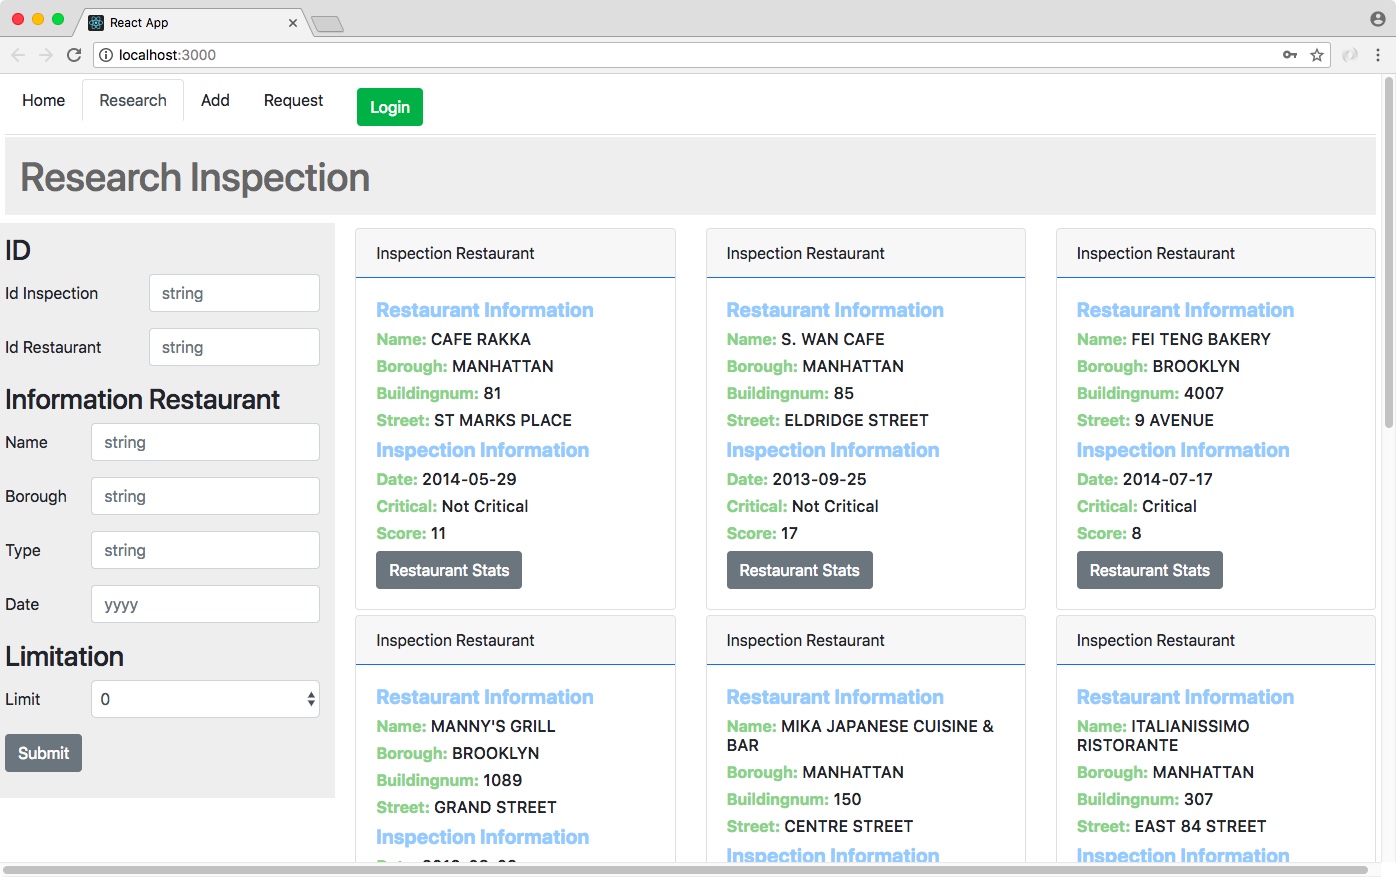 React App
localhost:3000
Home Research Add Request Login
Research Inspection
ID
Id Inspection string
Id Restaurant string
Information Restaurant
Name string
Borough string
Type string
Date yyyy
Limitation
Limit 0
Submit
Inspection Restaurant
Restaurant Information
Name: CAFE RAKKA
Borough: MANHATTAN
Buildingnum: 81
Street: ST MARKS PLACE
Inspection Information
Date: 2014-05-29
Critical: Not Critical
Score: 11
Restaurant Stats
Inspection Restaurant
Restaurant Information
Name: S. WAN CAFE
Borough: MANHATTAN
Buildingnum: 85
Street: ELDRIDGE STREET
Inspection Information
Date: 2013-09-25
Critical: Not Critical
Score: 17
Restaurant Stats
Inspection Restaurant
Restaurant Information
Name: FEI TENG BAKERY
Borough: BROOKLYN
Buildingnum: 4007
Street: 9 AVENUE
Inspection Information
Date: 2014-07-17
Critical: Critical
Score: 8
Restaurant Stats
Inspection Restaurant
Restaurant Information
Name: MANNY'S GRILL
Borough: BROOKLYN
Buildingnum: 1089
Street: GRAND STREET
Inspection Information
Inspection Restaurant
Restaurant Information
Name: MIKA JAPANESE CUISINE &
BAR
Borough: MANHATTAN
Buildingnum: 150
Street: CENTRE STREET
Inspection Information
Inspection Restaurant
Restaurant Information
Name: ITALIANISSIMO
RISTORANTE
Borough: MANHATTAN
Buildingnum: 307
Street: EAST 84 STREET
Inspection Information